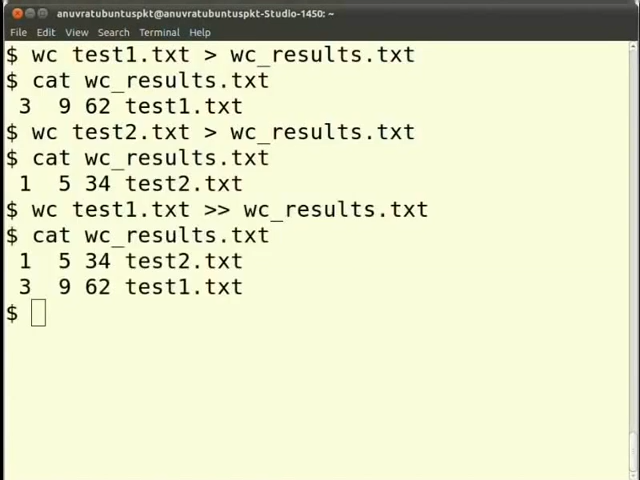 anuvratubuntuspkt@anuvratubuntuspkt-Studio-1450: ~
File Edit View Search Terminal Help
$ wc test1.txt > wc_results.txt
$ cat wc_results.txt
3 9 62 test1.txt
$ wc test2.txt > wc_results.txt
$ cat wc_results.txt
1 5 34 test2.txt
$ wc test1.txt >> wc_results.txt
$ cat wc_results.txt
1 5 34 test2.txt
3 9 62 test1.txt
$